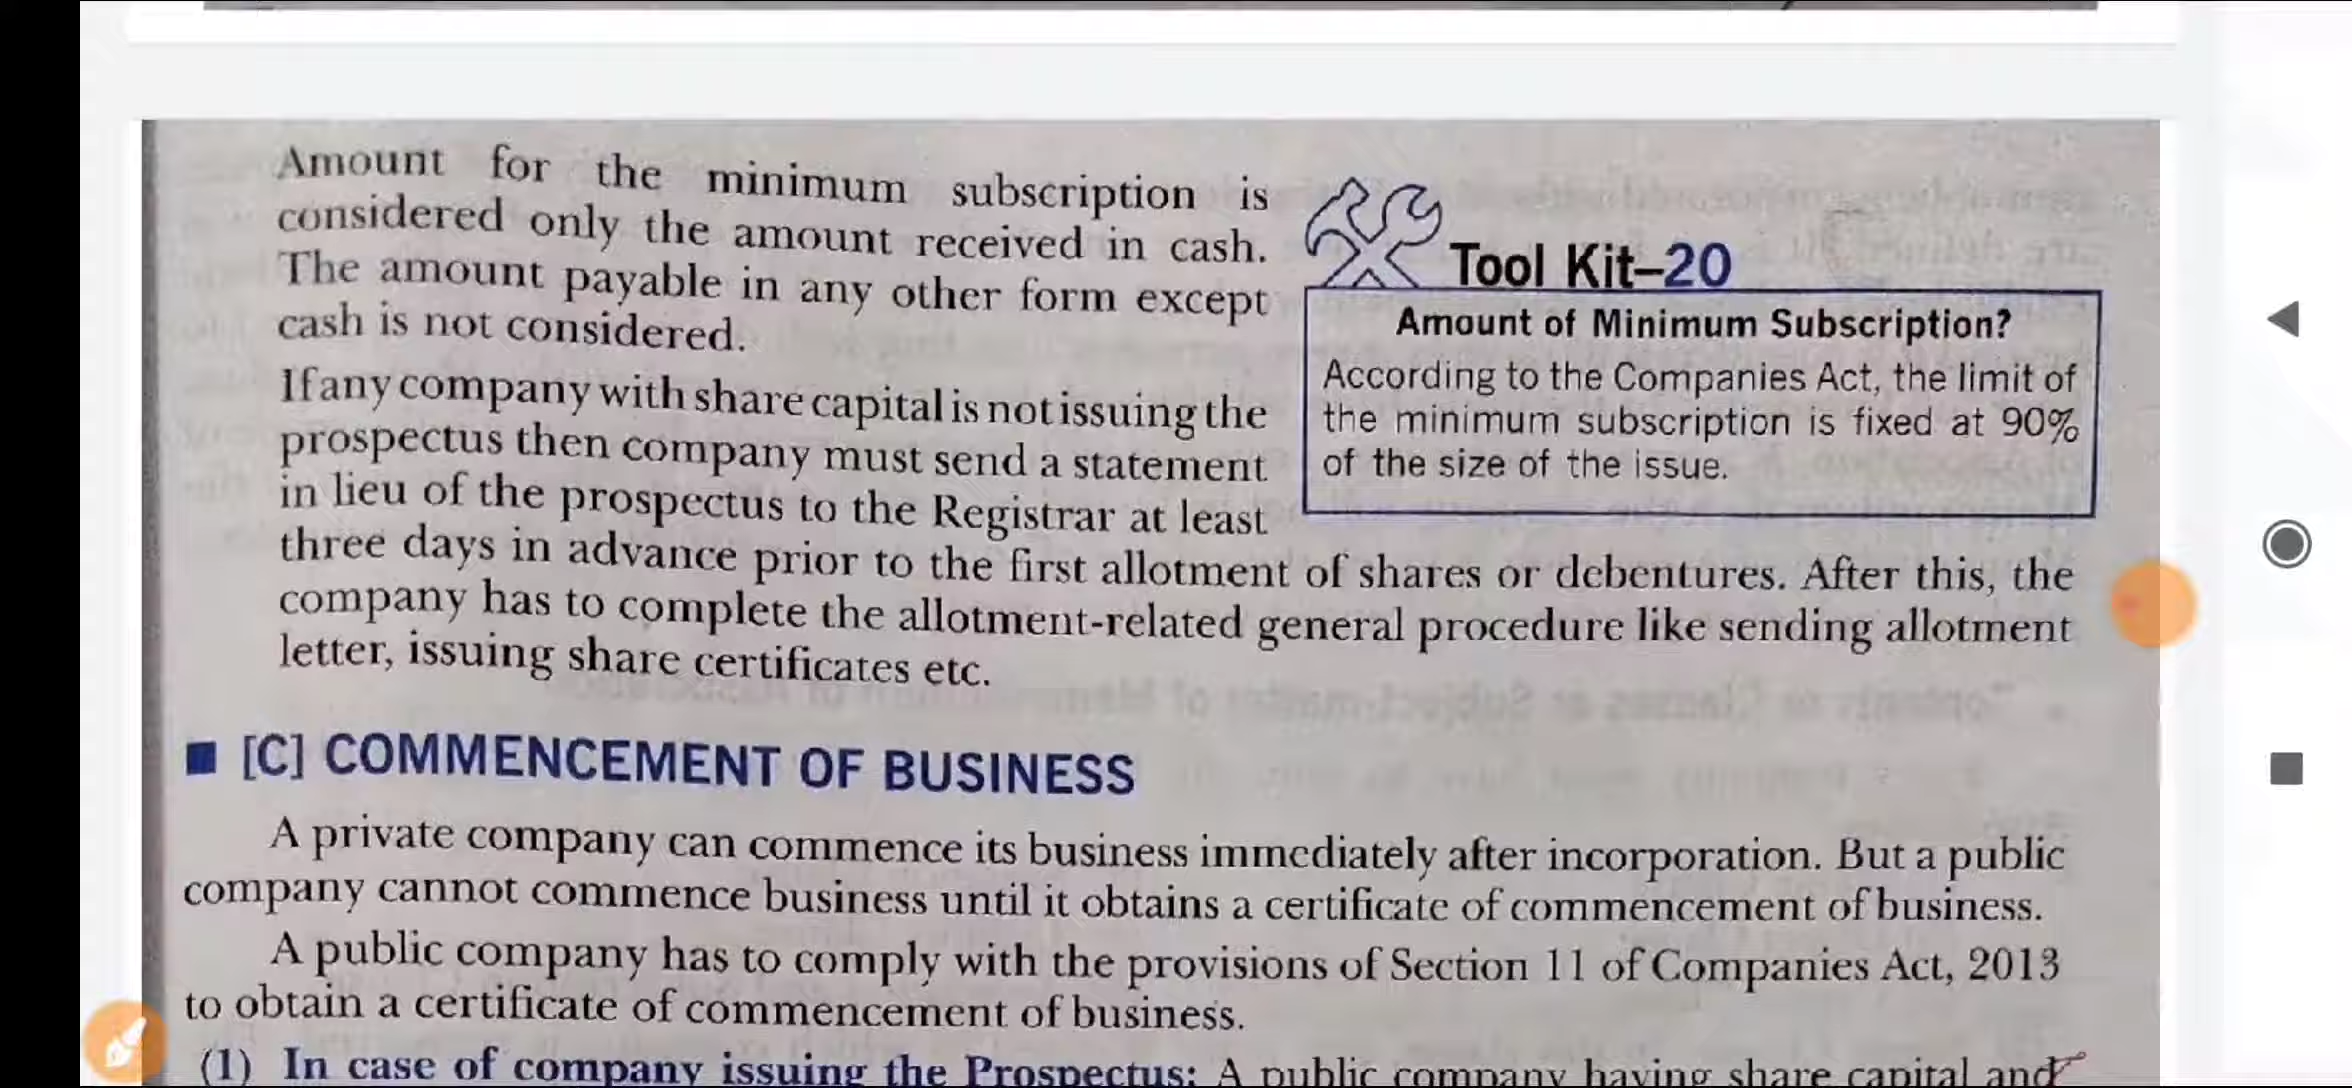 Amount for the minimum subscription is
considered only the amount received in cash.
The amount payable in any other form except
cash is not considered.
If any company with share capital is not issuing the
prospectus then company must send a statement
in lieu of the prospectus to the Registrar at least
three days in advance prior to the first allotment of shares or debentures. After this, the
company has to complete the allotment-related general procedure like sending allotment
letter, issuing share certificates etc.
Tool Kit–20
Amount of Minimum Subscription?
According to the Companies Act, the limit of
the minimum subscription is fixed at 90%
of the size of the issue.
■ [C] COMMENCEMENT OF BUSINESS
A private company can commence its business immediately after incorporation. But a public
company cannot commence business until it obtains a certificate of commencement of business.
A public company has to comply with the provisions of Section 11 of Companies Act, 2013
to obtain a certificate of commencement of business.
(1) In case of company issuing the Prospectus: A public company having share capital and